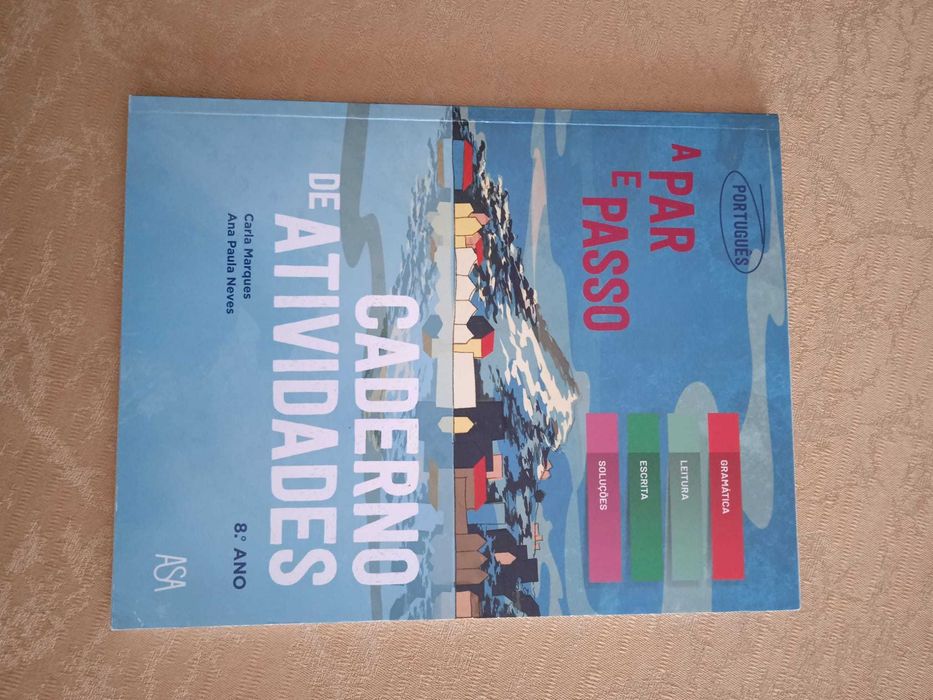 PORTUGUÊS
A PAR
E PASSO
GRAMÁTICA
LEITURA
ESCRITA
SOLUÇÕES
CADERNO
DE ATIVIDADES
Carla Marques
Ana Paula Neves
8.º ANO
ASA